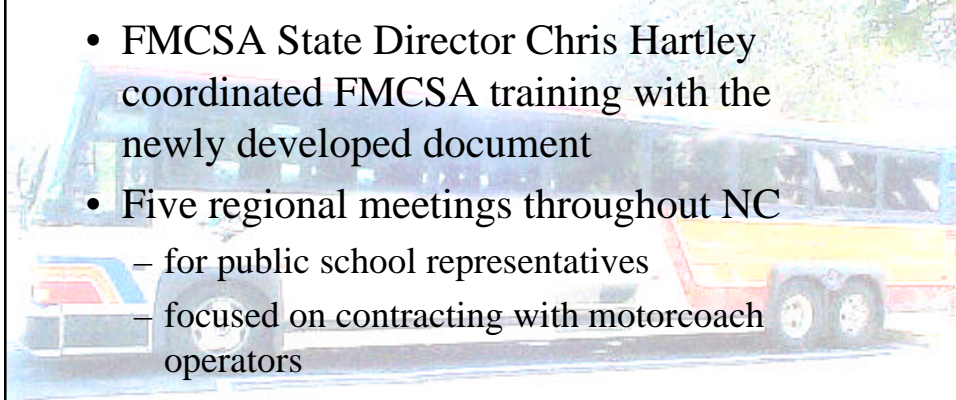 • FMCSA State Director Chris Hartley
coordinated FMCSA training with the
newly developed document
• Five regional meetings throughout NC
– for public school representatives
– focused on contracting with motorcoach
operators